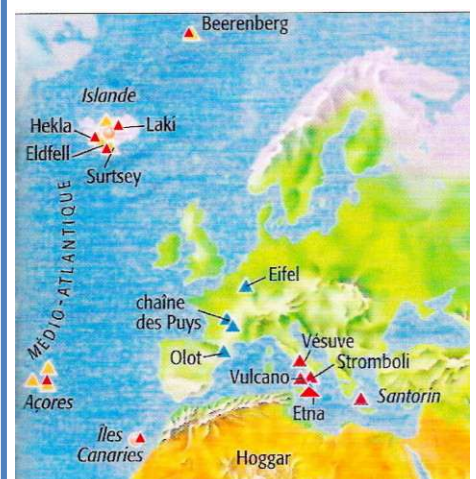 Beerenberg
Islande
Hekla
Laki
Eldfell
Surtsey
MÉDIO-ATLANTIQUE
Eifel
chaîne
des Puys
Olot
Vésuve
Vulcano
Stromboli
Açores
Etna
Santorin
Îles
Canaries
Hoggar